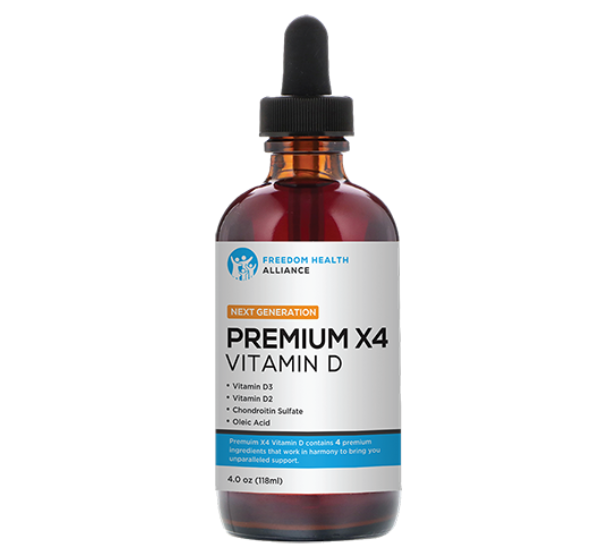 FREEDOM HEALTH
ALLIANCE
NEXT GENERATION
PREMIUM X4
VITAMIN D
• Vitamin D3
• Vitamin D2
• Chondroitin Sulfate
• Oleic Acid
Premuim X4 Vitamin D contains 4 premium
ingredients that work in harmony to bring you
unparalleled support.
4.0 oz (118ml)